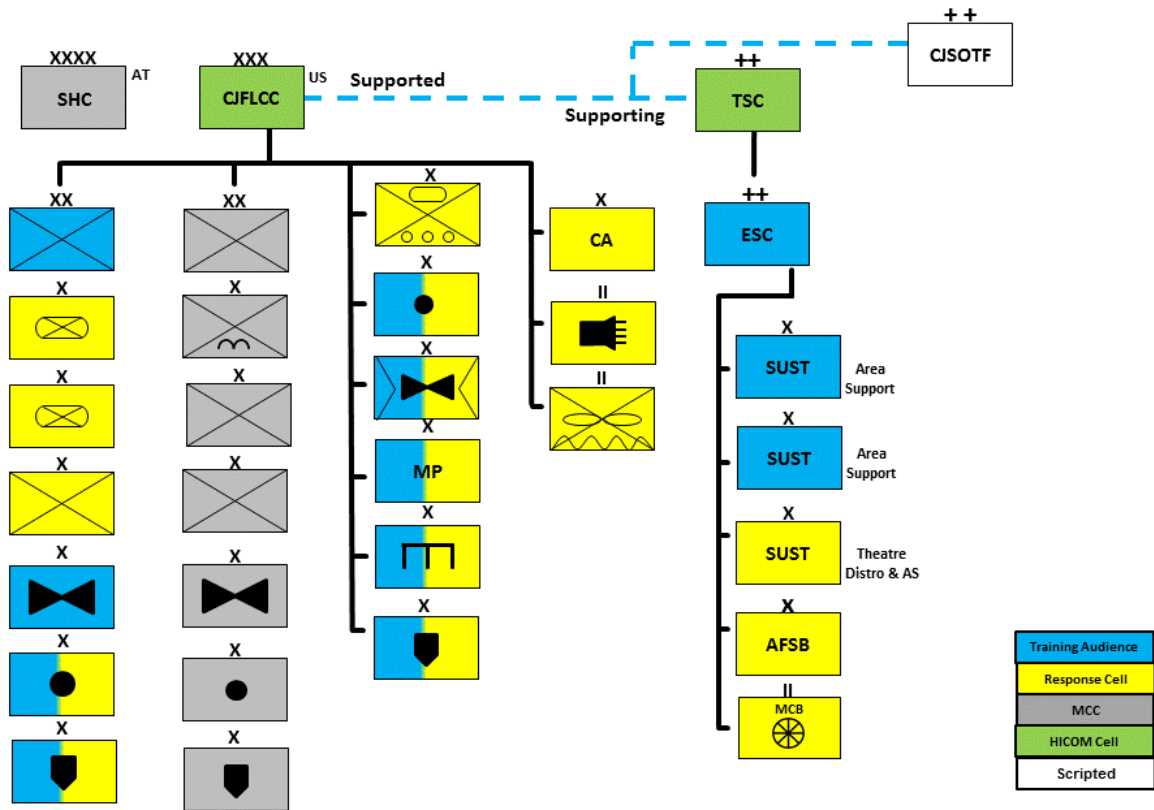 ++
CJSOTF
XXXX
SHC
AT
XXX
CJFLCC
US
Supported
Supporting
++
TSC
XX
XX
X
X
CA
++
ESC
X
X
X
II
X
X
X
II
X
SUST
Area
Support
X
X
X
MP
X
SUST
Area
Support
X
X
X
X
SUST
Theatre
Distro & AS
X
X
X
X
AFSB
X
X
II
MCB
Training Audience
Response Cell
MCC
HICOM Cell
Scripted